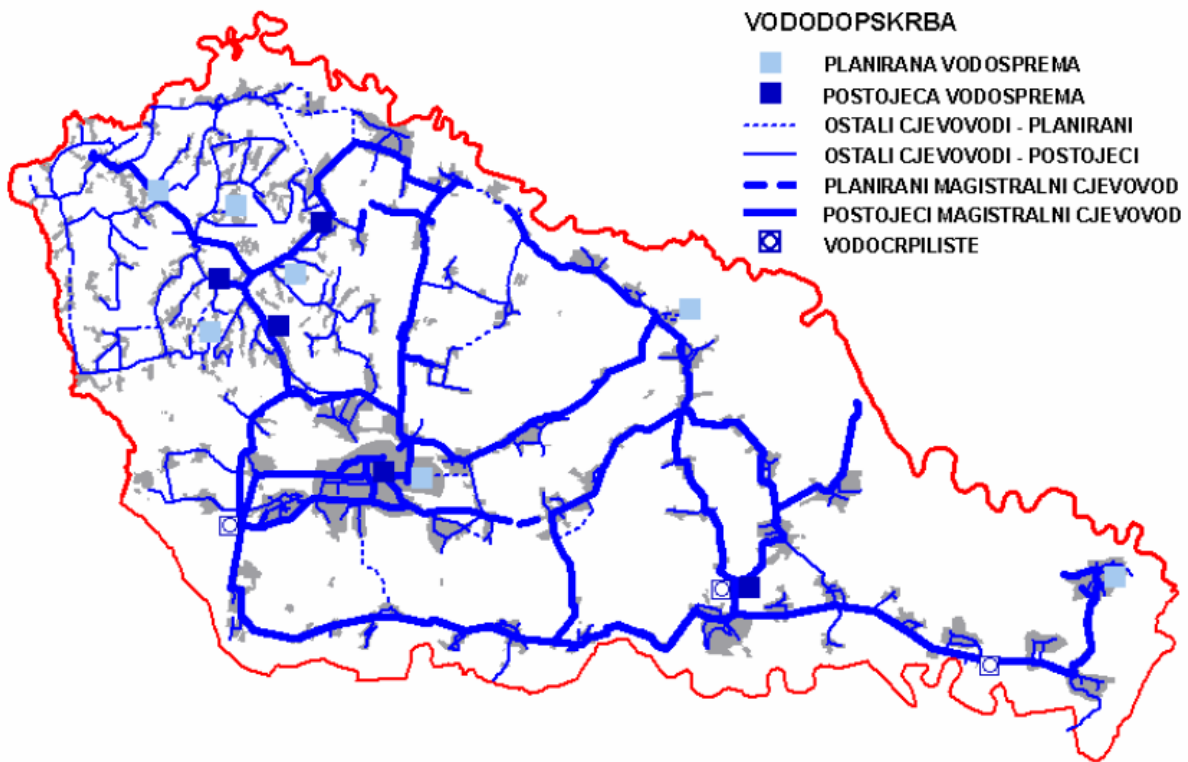 VODODOPSKRBA
PLANIRANA VODOSPREMA
POSTOJECA VODOSPREMA
OSTALI CJEVOVODI - PLANIRANI
OSTALI CJEVOVODI - POSTOJECI
PLANIRANI MAGISTRALNI CJEVOVOD
POSTOJECI MAGISTRALNI CJEVOVOD
VODOCRPILISTE